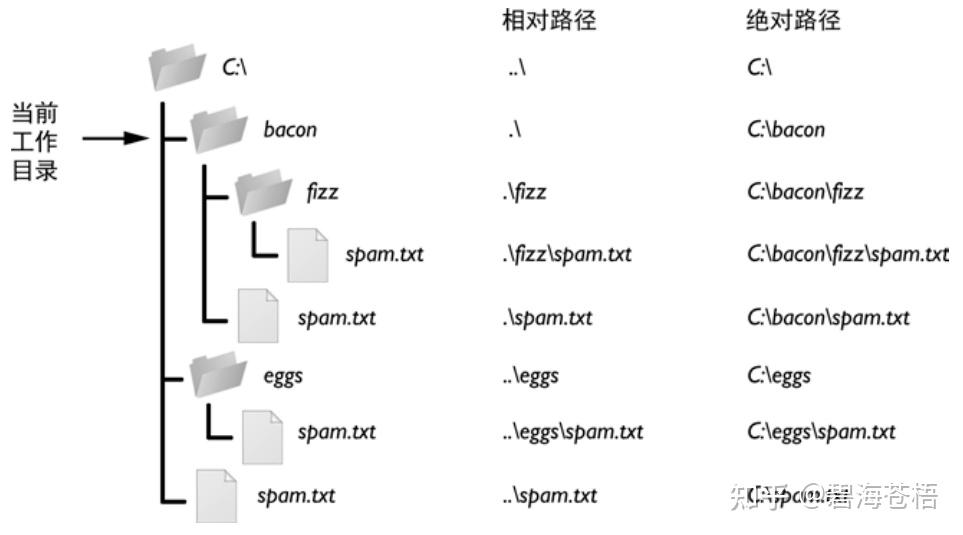 相对路径 绝对路径
C:\ ..\ C:\
当前
工作
目录
bacon .\ C:\bacon
fizz .\fizz C:\bacon\fizz
spam.txt .\fizz\spam.txt C:\bacon\fizz\spam.txt
spam.txt .\spam.txt C:\bacon\spam.txt
eggs ..\eggs C:\eggs
spam.txt ..\eggs\spam.txt C:\eggs\spam.txt
spam.txt ..\spam.txt C:\spam.txt
知乎 @碧海苍梧